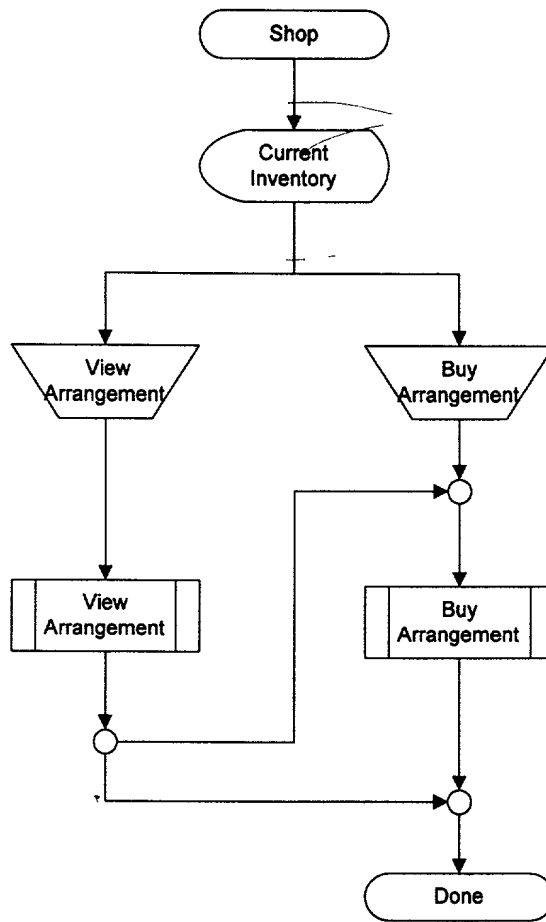 Shop
Current
Inventory
View
Arrangement
Buy
Arrangement
View
Arrangement
Buy
Arrangement
Done